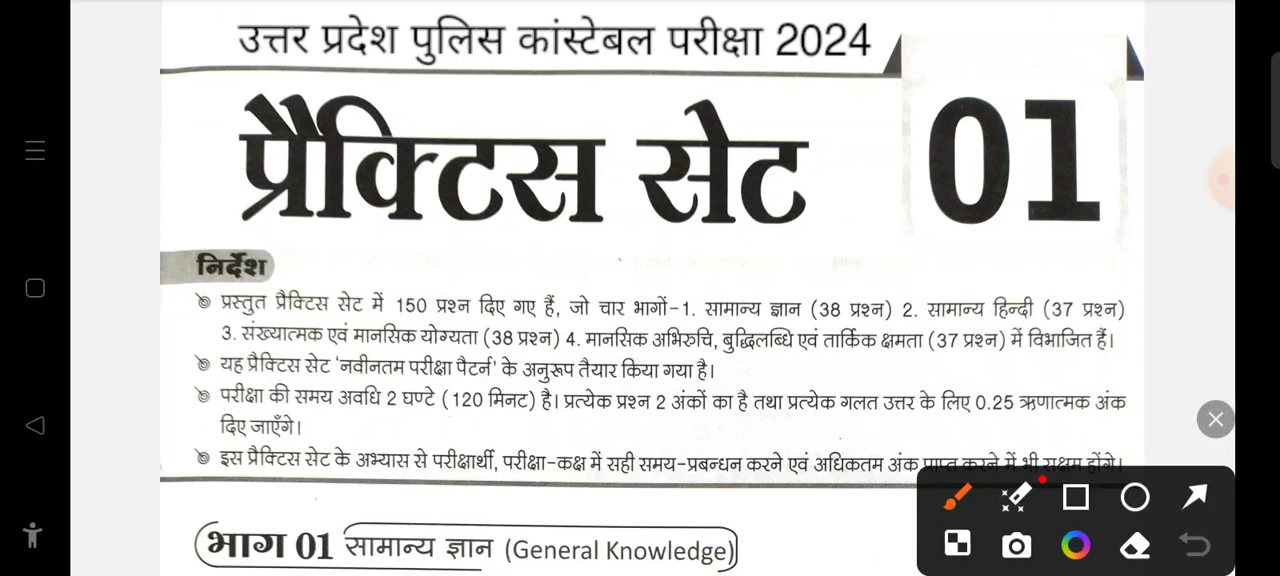 उत्तर प्रदेश पुलिस कांस्टेबल परीक्षा 2024
प्रैक्टिस सेट 01
निर्देश
प्रस्तुत प्रैक्टिस सेट में 150 प्रश्न दिए गए हैं, जो चार भागों-1. सामान्य ज्ञान (38 प्रश्न) 2. सामान्य हिन्दी (37 प्रश्न)
3. संख्यात्मक एवं मानसिक योग्यता (38 प्रश्न) 4. मानसिक अभिरुचि, बुद्धिलब्धि एवं तार्किक क्षमता (37 प्रश्न) में विभाजित हैं।
यह प्रैक्टिस सेट 'नवीनतम परीक्षा पैटर्न' के अनुरूप तैयार किया गया है।
परीक्षा की समय अवधि 2 घण्टे (120 मिनट) है। प्रत्येक प्रश्न 2 अंकों का है तथा प्रत्येक गलत उत्तर के लिए 0.25 ऋणात्मक अंक
दिए जाएँगे।
इस प्रैक्टिस सेट के अभ्यास से परीक्षार्थी, परीक्षा-कक्ष में सही समय-प्रबन्धन करने एवं अधिकतम अंक प्राप्त करने में भी सक्षम होंगे।
भाग 01 सामान्य ज्ञान (General Knowledge)